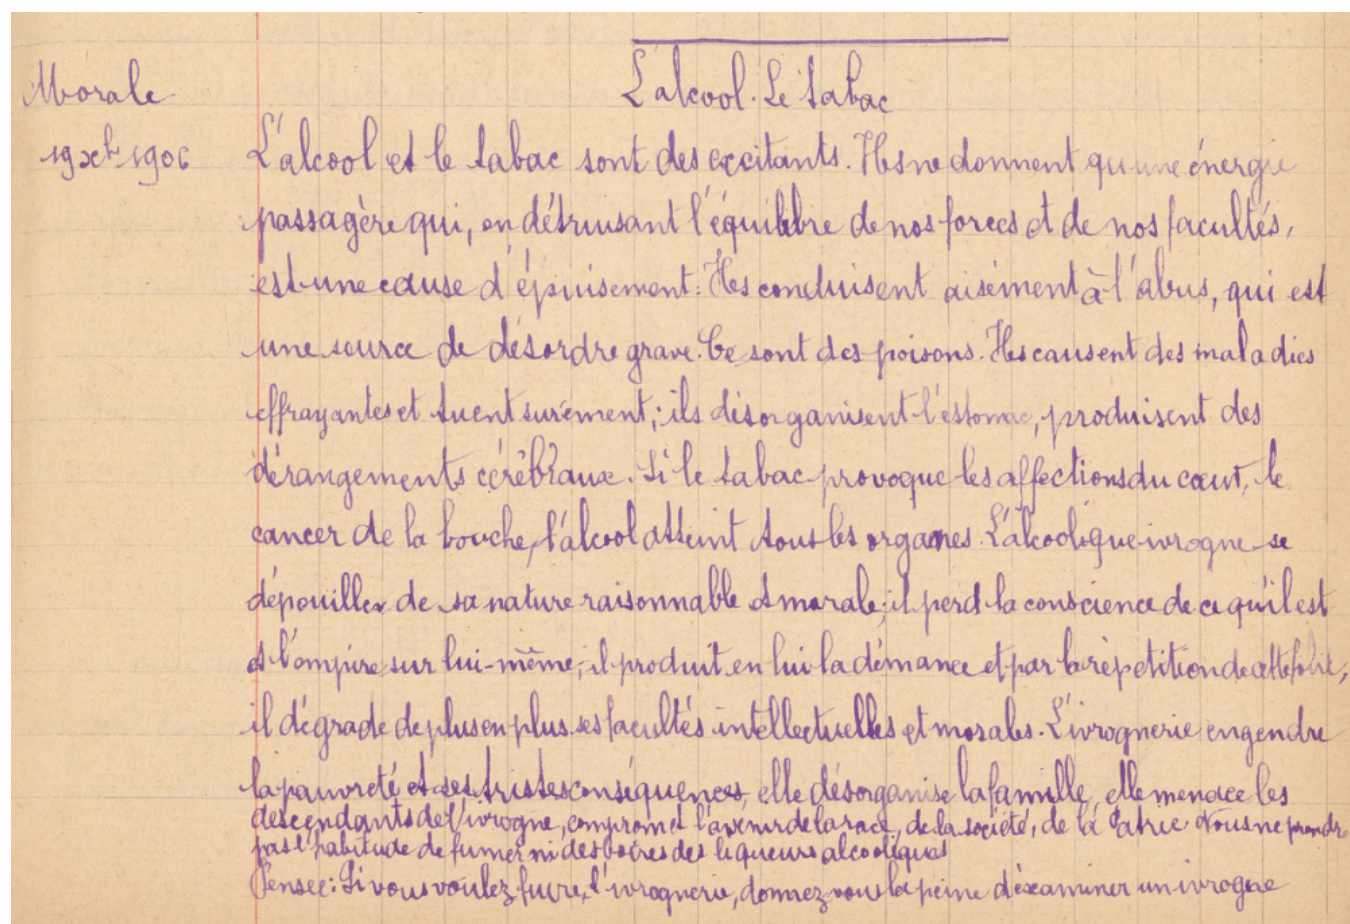 Morale
L'alcool. Le tabac
19 xbre 1906
L'alcool et le tabac sont des excitants. Ils ne donnent qu'une énergie
passagère qui, en détruisant l'équilibre de nos forces et de nos facultés,
est une cause d'épuisement. Ils conduisent aisément à l'abus, qui est
une source de désordre grave. Ce sont des poisons. Ils causent des maladies
effrayantes et tuent surement; ils désorganisent l'estomac, produisent des
dérangements cérébraux. Si le tabac provoque les affections du cœur, le
cancer de la bouche, l'alcool atteint tous les organes. L'alcoolique ivrogne se
dépouille de sa nature raisonnable et morale; il perd la conscience de ce qu'il est
et l'empire sur lui-même; il produit en lui la démance et par la répétition de cette folie,
il dégrade de plus en plus ses facultés intellectuelles et morales. L'ivrognerie engendre
la pauvreté et ses tristes conséquences, elle désorganise la famille, elle menace les
descendants de l'ivrogne, compromet l'avenir de la race, de la société, de la Patrie
pas l'habitude de fumer ni des boires des liqueurs alcooliques
Pensée: Si vous voulez fuire l'ivrognerie, donnez vous la peine d'examiner un ivrogne